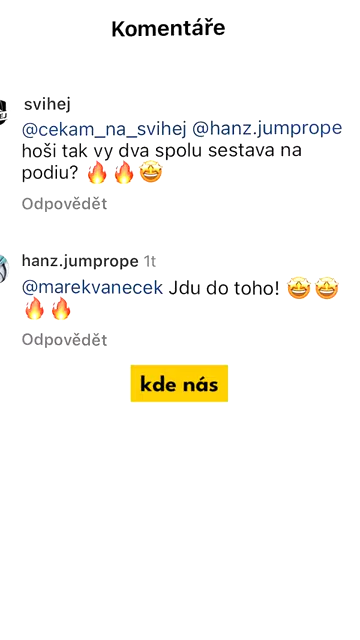 Komentáře
svihej
@cekam_na_svihej @hanz.jumprope
hoši tak vy dva spolu sestava na
podiu? 🔥🔥🤩
Odpovědět
hanz.jumprope 1t
@marekvanecek Jdu do toho! 🤩🤩
🔥🔥
Odpovědět
kde nás